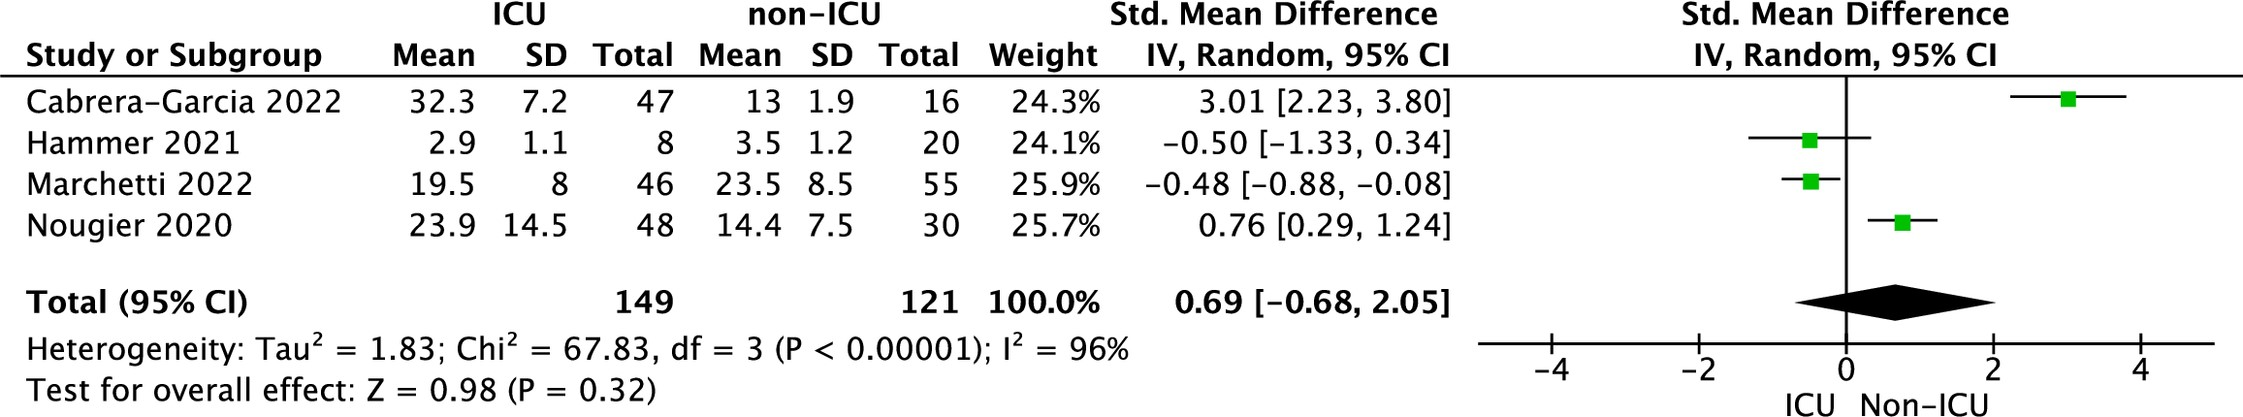 ICU non−ICU Std. Mean Difference Std. Mean Difference
Study or Subgroup Mean SD Total Mean SD Total Weight IV, Random, 95% CI IV, Random, 95% CI
Cabrera−Garcia 2022 32.3 7.2 47 13 1.9 16 24.3% 3.01 [2.23, 3.80]
Hammer 2021 2.9 1.1 8 3.5 1.2 20 24.1% −0.50 [−1.33, 0.34]
Marchetti 2022 19.5 8 46 23.5 8.5 55 25.9% −0.48 [−0.88, −0.08]
Nougier 2020 23.9 14.5 48 14.4 7.5 30 25.7% 0.76 [0.29, 1.24]
Total (95% CI) 149 121 100.0% 0.69 [−0.68, 2.05]
Heterogeneity: Tau² = 1.83; Chi² = 67.83, df = 3 (P < 0.00001); I² = 96%
Test for overall effect: Z = 0.98 (P = 0.32)
−4 −2 0 2 4
ICU Non−ICU